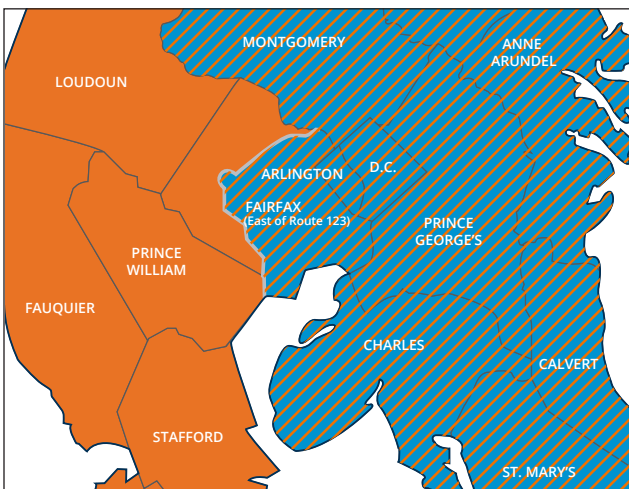 MONTGOMERY
ANNE
ARUNDEL
LOUDOUN
D.C.
ARLINGTON
FAIRFAX
(East of Route 123)
PRINCE
GEORGE'S
PRINCE
WILLIAM
FAUQUIER
CHARLES
CALVERT
STAFFORD
ST. MARY'S